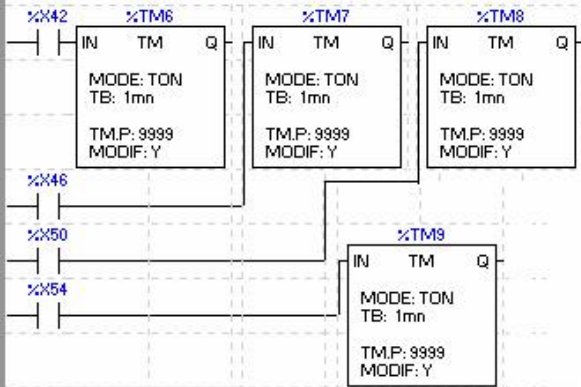 %X42 %TM6 %TM7 %TM8
IN TM Q IN TM Q IN TM Q
MODE: TON MODE: TON MODE: TON
TB: 1mn TB: 1mn TB: 1mn
TM.P: 9999 TM.P: 9999 TM.P: 9999
MODIF: Y MODIF: Y MODIF: Y
%X46
%X50 %TM9
IN TM Q
%X54
MODE: TON
TB: 1mn
TM.P: 9999
MODIF: Y